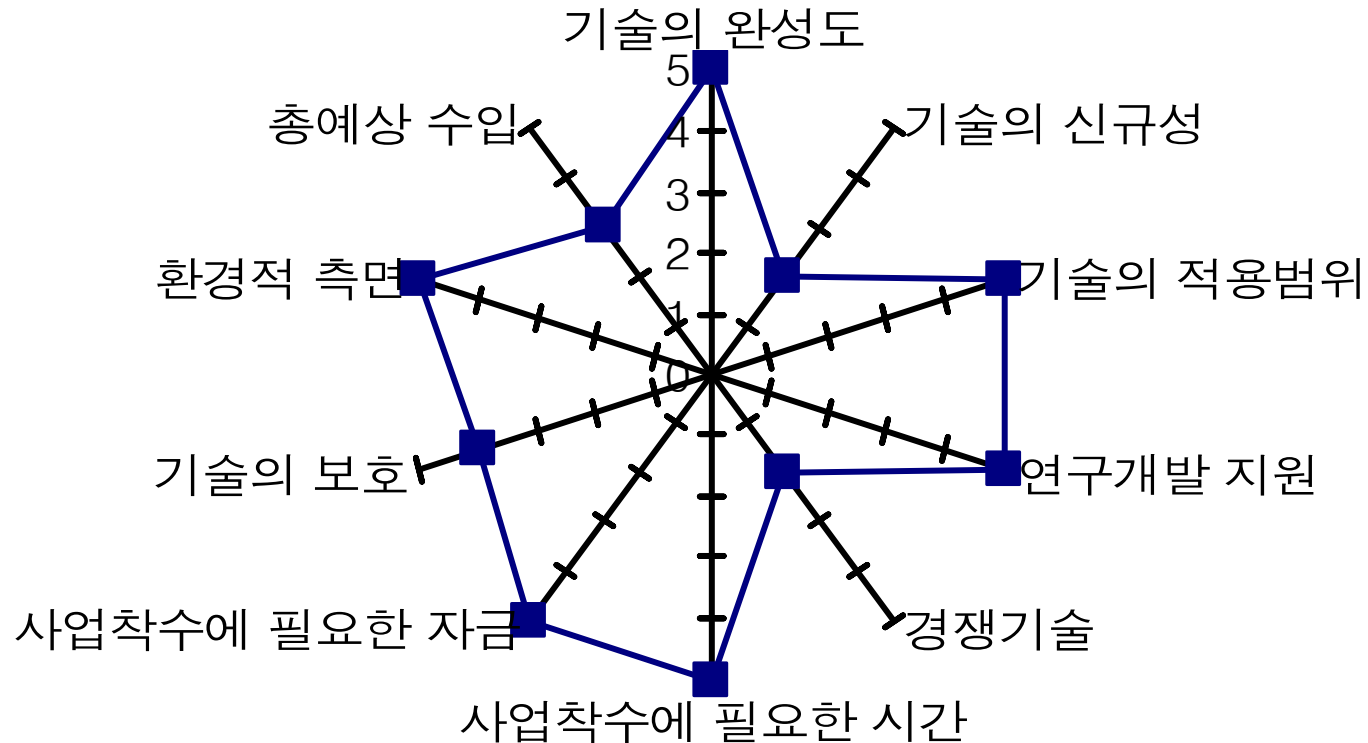 기술의 완성도
5
총예상 수입
4
기술의 신규성
3
2
환경적 측면
기술의 적용범위
1
0
기술의 보호
연구개발 지원
사업착수에 필요한 자금
경쟁기술
사업착수에 필요한 시간